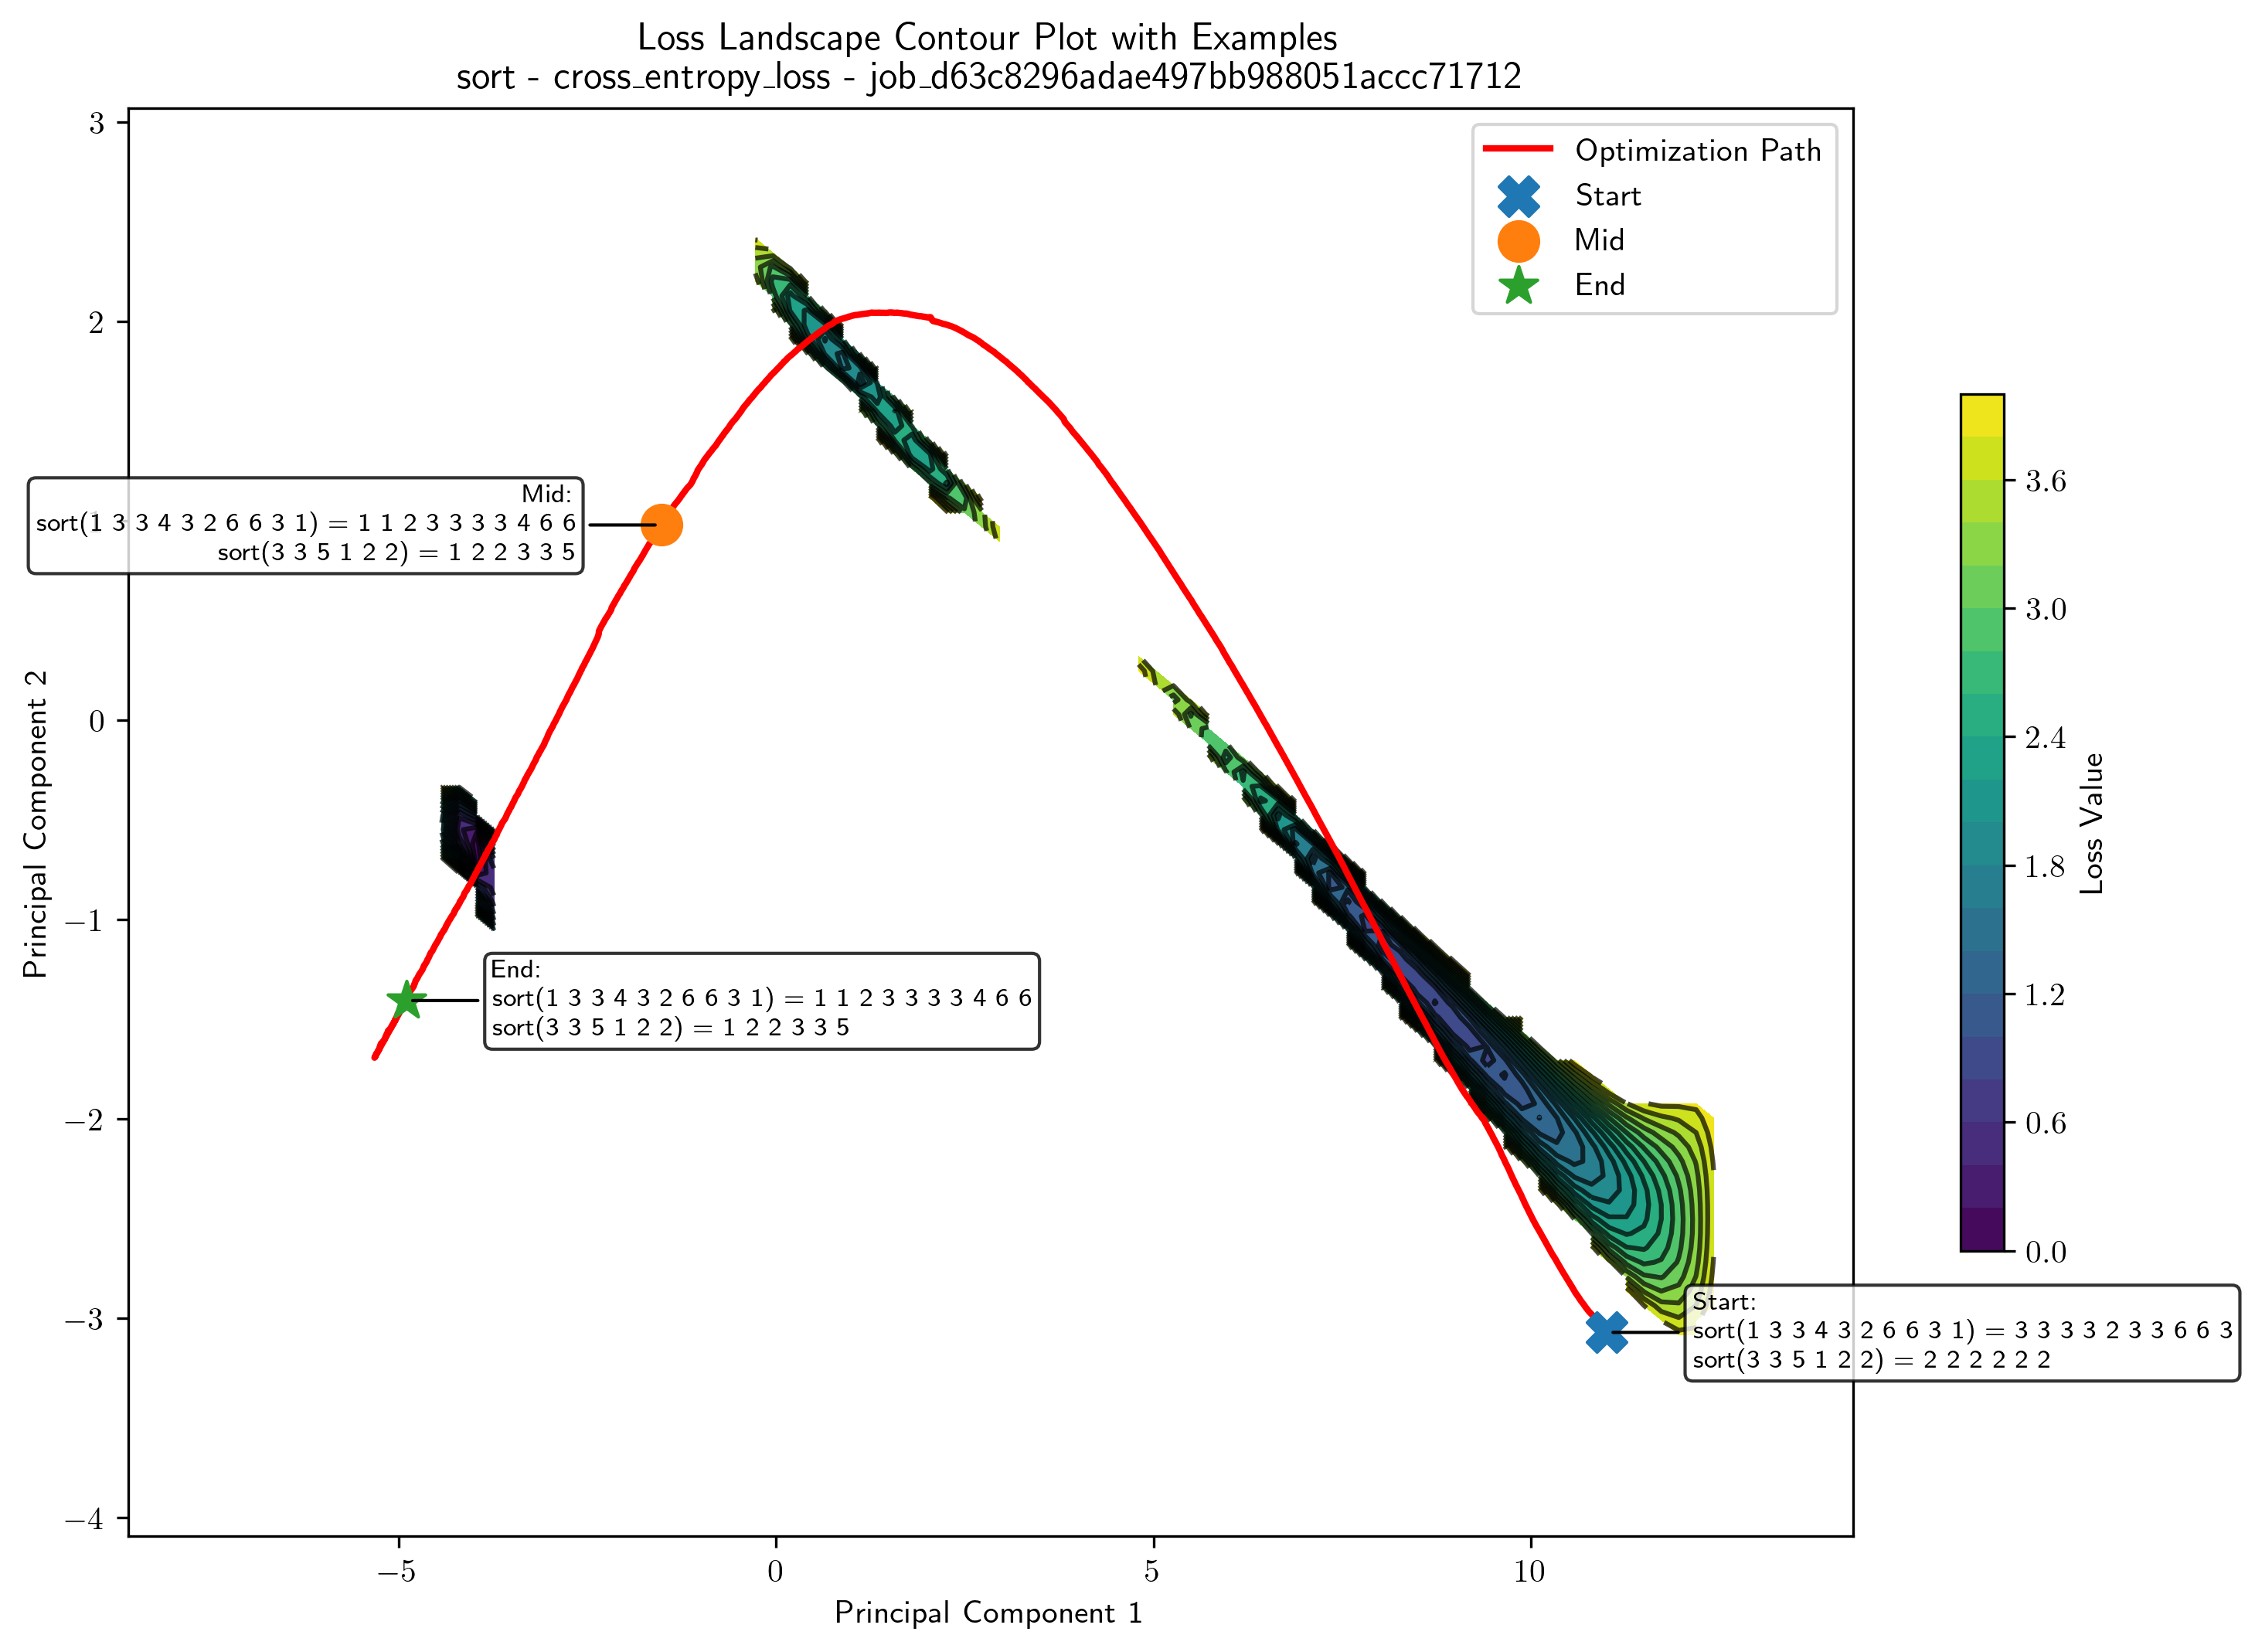 Loss Landscape Contour Plot with Examples
sort - cross_entropy_loss - job_d63c8296adae497bb988051accc71712
Optimization Path
Start
Mid
End
3
2
0
−1
−2
−3
−4
Principal Component 2
Mid:
sort(1 3 3 4 3 2 6 6 3 1) = 1 1 2 3 3 3 3 4 6 6
sort(3 3 5 1 2 2) = 1 2 2 3 3 5
End:
sort(1 3 3 4 3 2 6 6 3 1) = 1 1 2 3 3 3 3 4 6 6
sort(3 3 5 1 2 2) = 1 2 2 3 3 5
Start:
sort(1 3 3 4 3 2 6 6 3 1) = 3 3 3 3 2 3 3 6 6 3
sort(3 3 5 1 2 2) = 2 2 2 2 2 2
−5
0
5
10
Principal Component 1
3.6
3.0
2.4
1.8
1.2
0.6
0.0
Loss Value